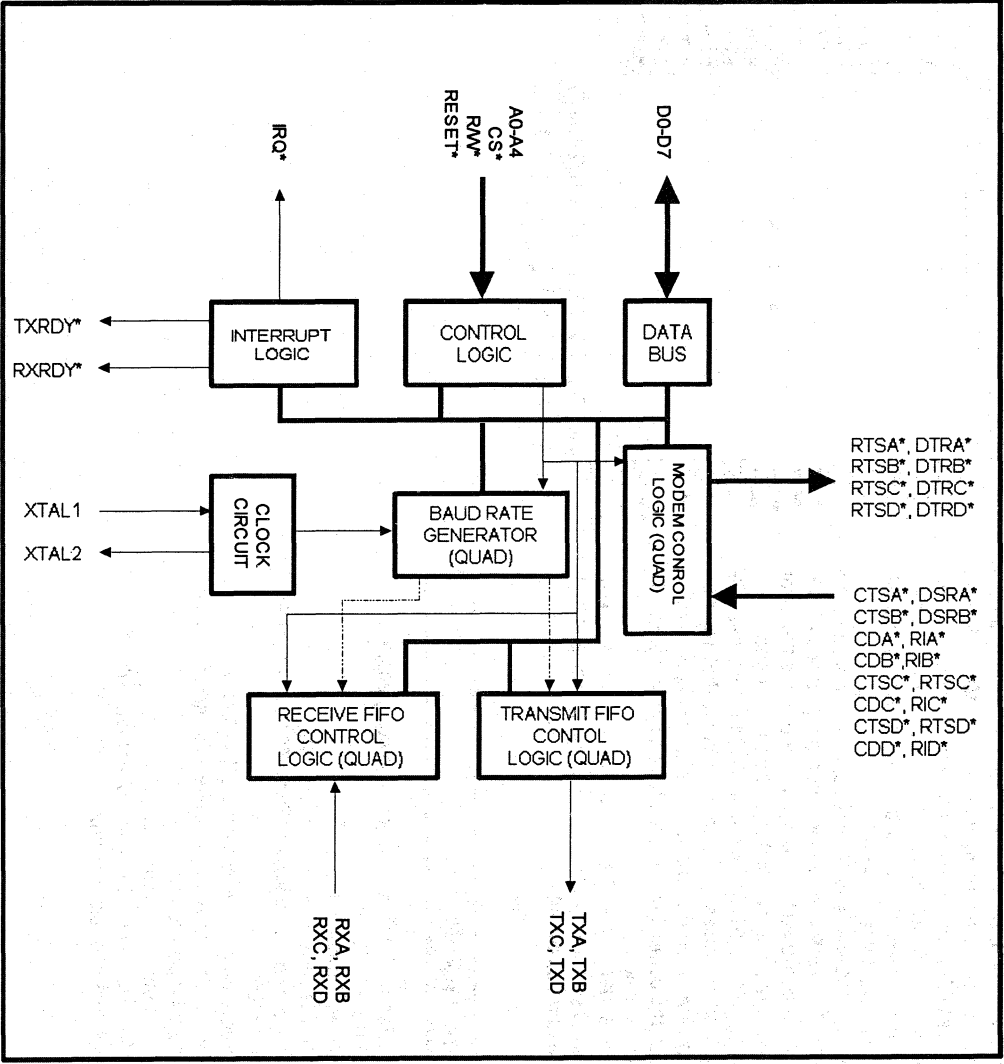 IRQ*
A0-A4
CS*
R/W*
RESET*
D0-D7
TXRDY*
RXRDY*
INTERRUPT
LOGIC
CONTROL
LOGIC
DATA
BUS
XTAL1
XTAL2
CLOCK
CIRCUIT
BAUD RATE
GENERATOR
(QUAD)
MODEM CONROL
LOGIC (QUAD)
RTSA*, DTRA*
RTSB*, DTRB*
RTSC*, DTRC*
RTSD*, DTRD*
CTSA*, DSRA*
CTSB*, DSRB*
CDA*, RIA*
CDB*,RIB*
CTSC*, RTSC*
CDC*, RIC*
CTSD*, RTSD*
CDD*, RID*
RECEIVE FIFO
CONTROL
LOGIC (QUAD)
TRANSMIT FIFO
CONTOL
LOGIC (QUAD)
RXA, RXB
RXC, RXD
TXA, TXB
TXC, TXD